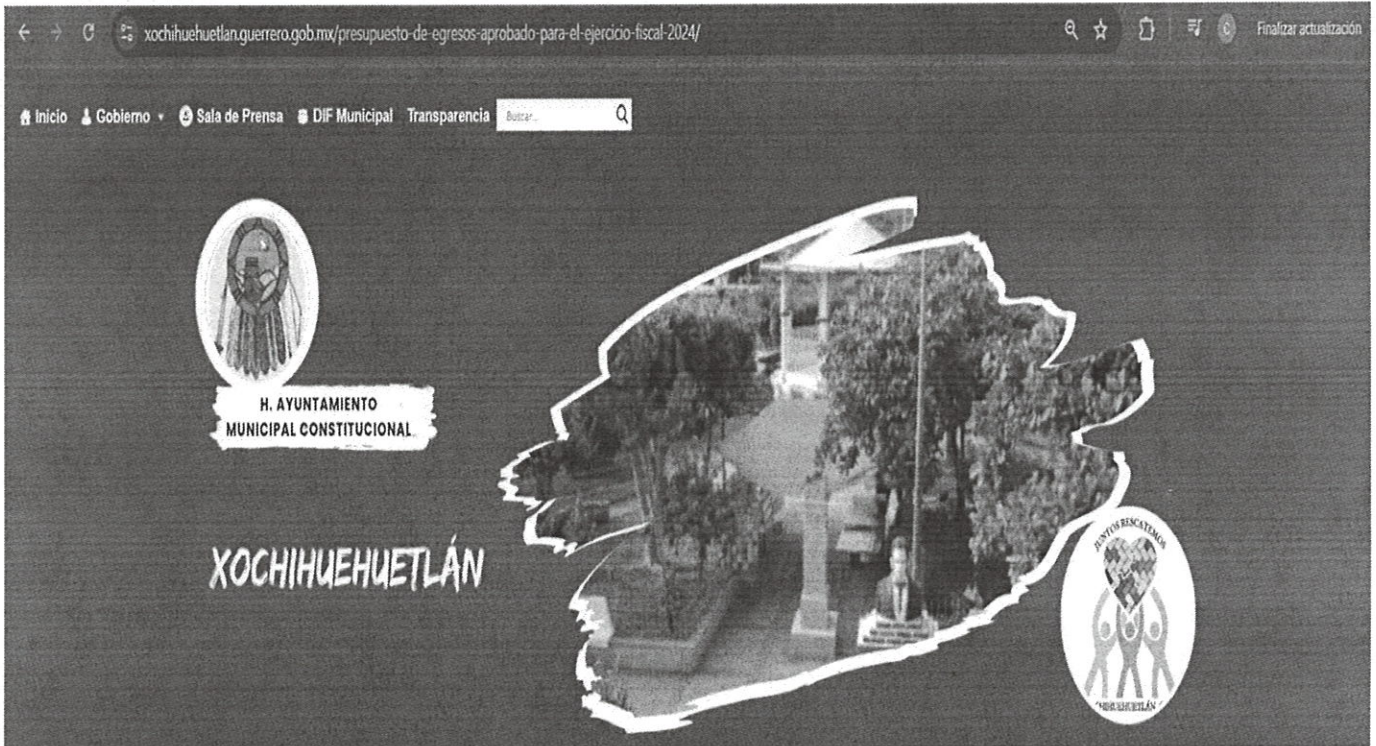 xochihuehuetlan.guerrero.gob.mx/presupuesto-de-egresos-aprobado-para-el-ejercicio-fiscal-2024/
C
Finalizar actualización
Inicio Gobierno Sala de Prensa DIF Municipal Transparencia Buscar...
H. AYUNTAMIENTO
MUNICIPAL CONSTITUCIONAL
XOCHIHUEHUETLÁN
JUNTOS RESCATEMOS